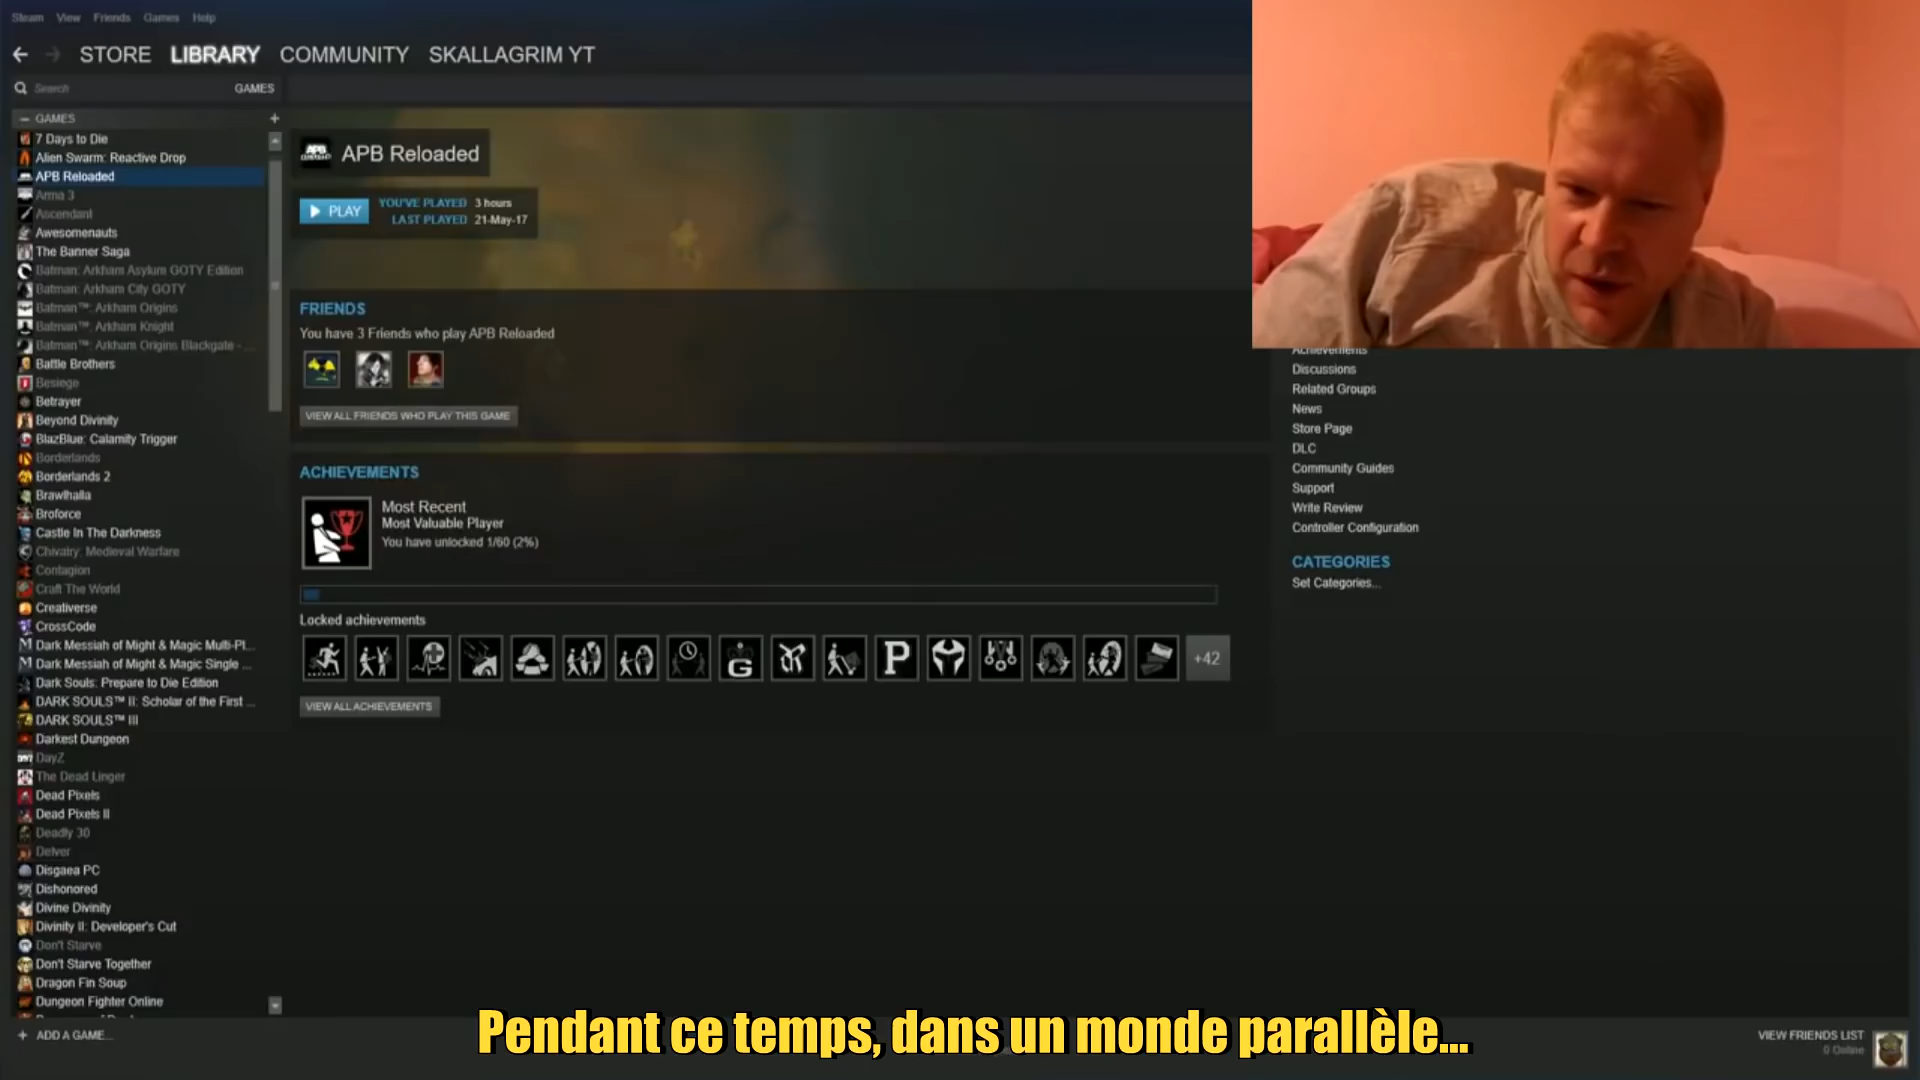 Steam View Friends Games Help
STORE LIBRARY COMMUNITY SKALLAGRIM YT
Search GAMES
GAMES
7 Days to Die
Alien Swarm: Reactive Drop
APB Reloaded
Arma 3
Ascendant
Awesomenauts
The Banner Saga
Batman: Arkham Asylum GOTY Edition
Batman: Arkham City GOTY
Batman™: Arkham Origins
Batman™: Arkham Knight
Batman™: Arkham Origins Blackgate - ...
Battle Brothers
Besiege
Betrayer
Beyond Divinity
BlazBlue: Calamity Trigger
Borderlands
Borderlands 2
Brawlhalla
Broforce
Castle In The Darkness
Chivalry: Medieval Warfare
Contagion
Craft The World
Creativerse
CrossCode
Dark Messiah of Might & Magic Multi-Pl...
Dark Messiah of Might & Magic Single ...
Dark Souls: Prepare to Die Edition
DARK SOULS™ II: Scholar of the First ...
DARK SOULS™ III
Darkest Dungeon
DayZ
The Dead Linger
Dead Pixels
Dead Pixels II
Deadly 30
Delver
Disgaea PC
Dishonored
Divine Divinity
Divinity II: Developer's Cut
Don't Starve
Don't Starve Together
Dragon Fin Soup
Dungeon Fighter Online
ADD A GAME...
APB Reloaded
PLAY
YOU'VE PLAYED 3 hours
LAST PLAYED 21-May-17
FRIENDS
You have 3 Friends who play APB Reloaded
VIEW ALL FRIENDS WHO PLAY THIS GAME
ACHIEVEMENTS
Most Recent
Most Valuable Player
You have unlocked 1/60 (2%)
Locked achievements
G
P
+42
VIEW ALL ACHIEVEMENTS
Achievements
Discussions
Related Groups
News
Store Page
DLC
Community Guides
Support
Write Review
Controller Configuration
CATEGORIES
Set Categories...
Pendant ce temps, dans un monde parallèle...
VIEW FRIENDS LIST
0 Online